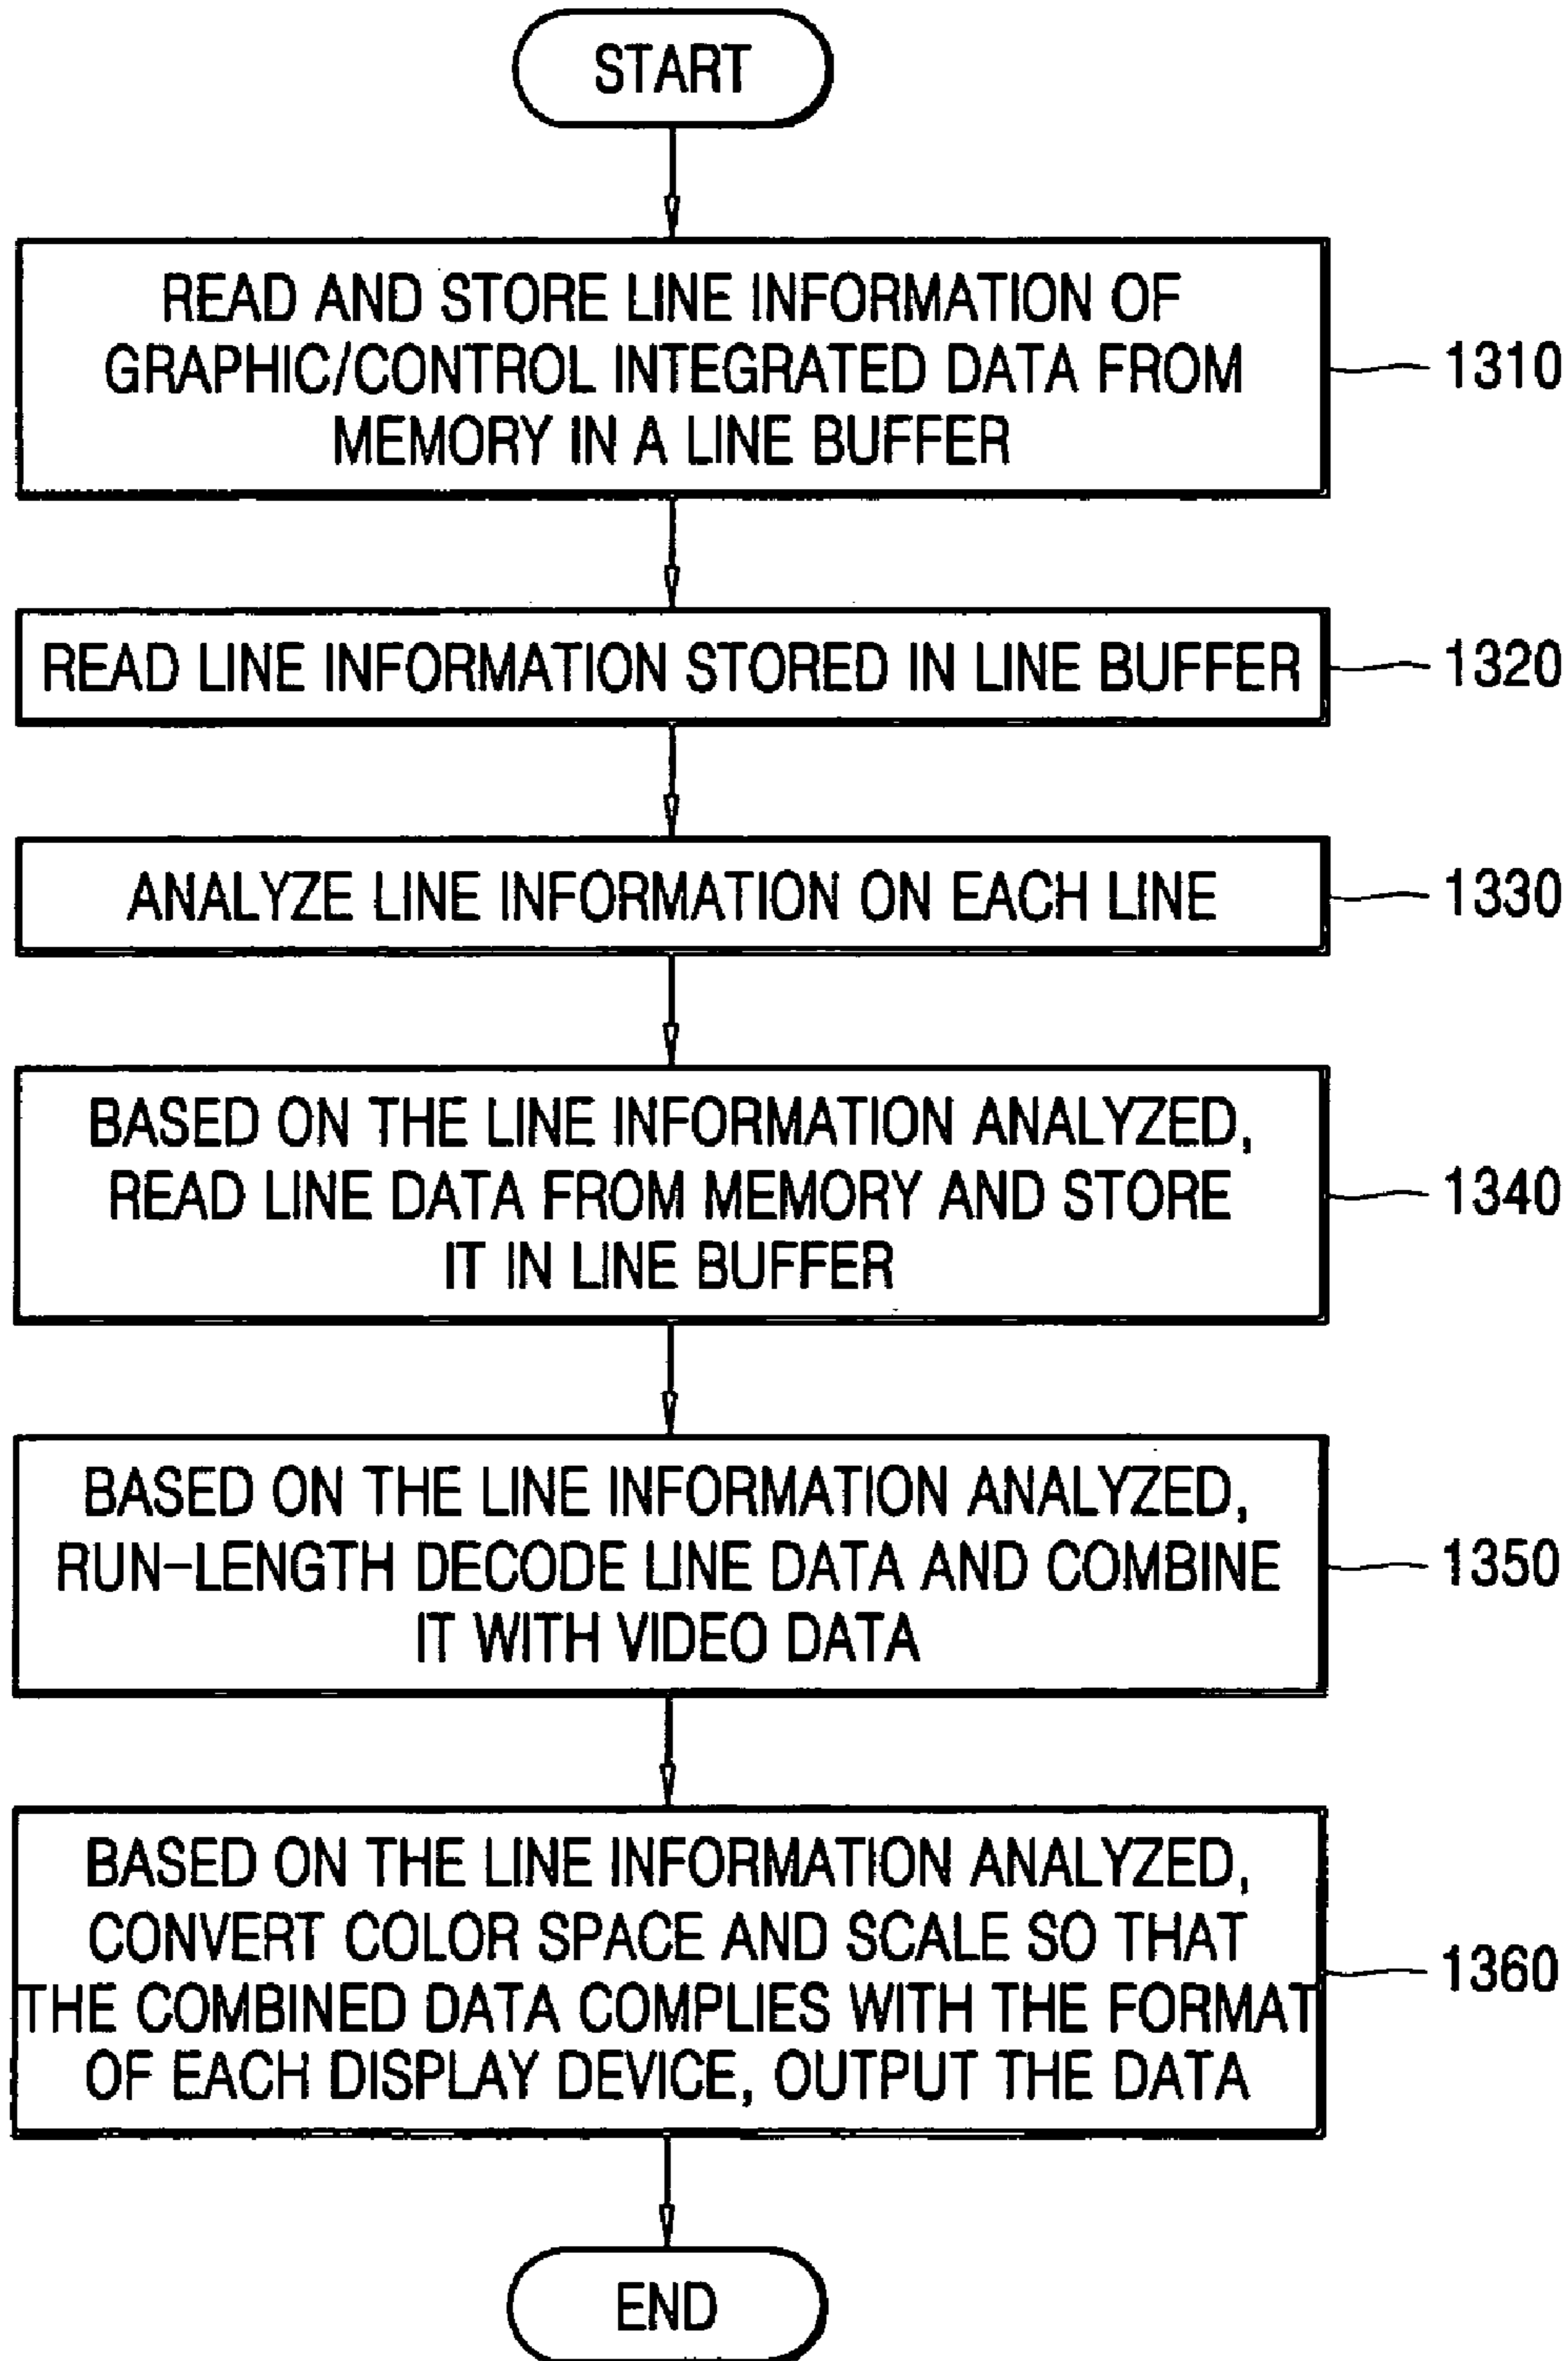 START
READ AND STORE LINE INFORMATION OF
GRAPHIC/CONTROL INTEGRATED DATA FROM
MEMORY IN A LINE BUFFER
1310
READ LINE INFORMATION STORED IN LINE BUFFER
1320
ANALYZE LINE INFORMATION ON EACH LINE
1330
BASED ON THE LINE INFORMATION ANALYZED,
READ LINE DATA FROM MEMORY AND STORE
IT IN LINE BUFFER
1340
BASED ON THE LINE INFORMATION ANALYZED,
RUN-LENGTH DECODE LINE DATA AND COMBINE
IT WITH VIDEO DATA
1350
BASED ON THE LINE INFORMATION ANALYZED,
CONVERT COLOR SPACE AND SCALE SO THAT
THE COMBINED DATA COMPLIES WITH THE FORMAT
OF EACH DISPLAY DEVICE, OUTPUT THE DATA
1360
END